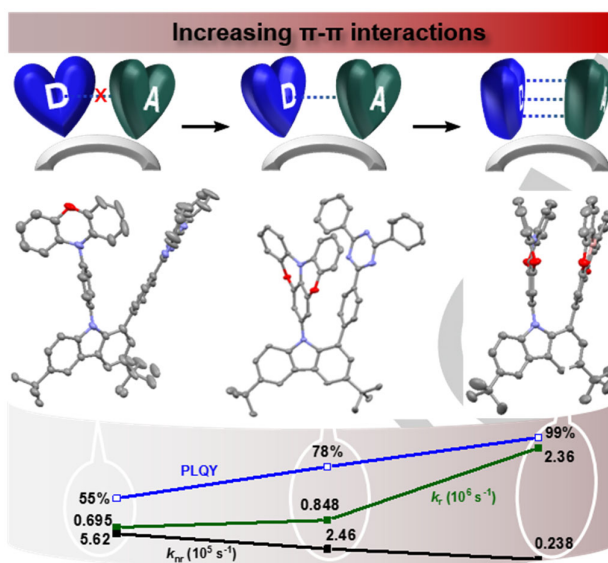 Increasing π-π interactions
D
A
D
A
55%
PLQY
78%
99%
0.695
0.848
kr (10⁶ s⁻¹)
2.36
5.62
knr (10⁵ s⁻¹)
2.46
0.238